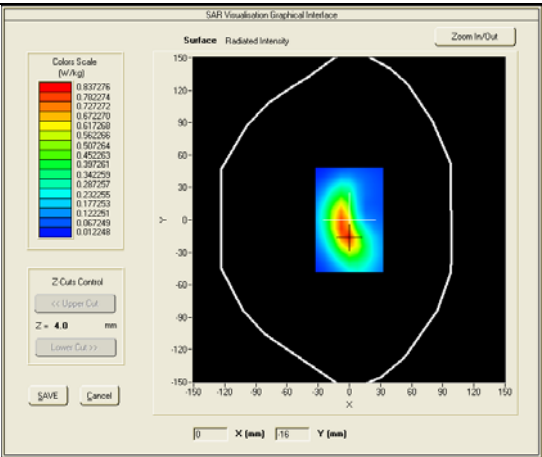 SAR Visualisation Graphical Interface
Surface Radiated Intensity
Zoom In/Out
Colors Scale
(W/kg)
0.837276
0.782274
0.727272
0.672270
0.617268
0.562266
0.507264
0.452263
0.397261
0.342259
0.287257
0.232255
0.177253
0.122251
0.067249
0.012248
Z-Cuts Control
<< Upper Cut
Z = 4.0 mm
Lower Cut >>
SAVE Cancel
150
120
90
60
30
0
-30
-60
-90
-120
-150
Y
-150 -120 -90 -60 -30 0 30 60 90 120 150
X
0 X (mm) -16 Y (mm)